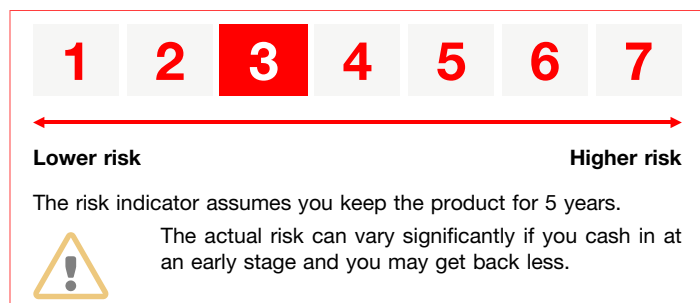 1 2 3 4 5 6 7
Lower risk Higher risk
The risk indicator assumes you keep the product for 5 years.
The actual risk can vary significantly if you cash in at
an early stage and you may get back less.